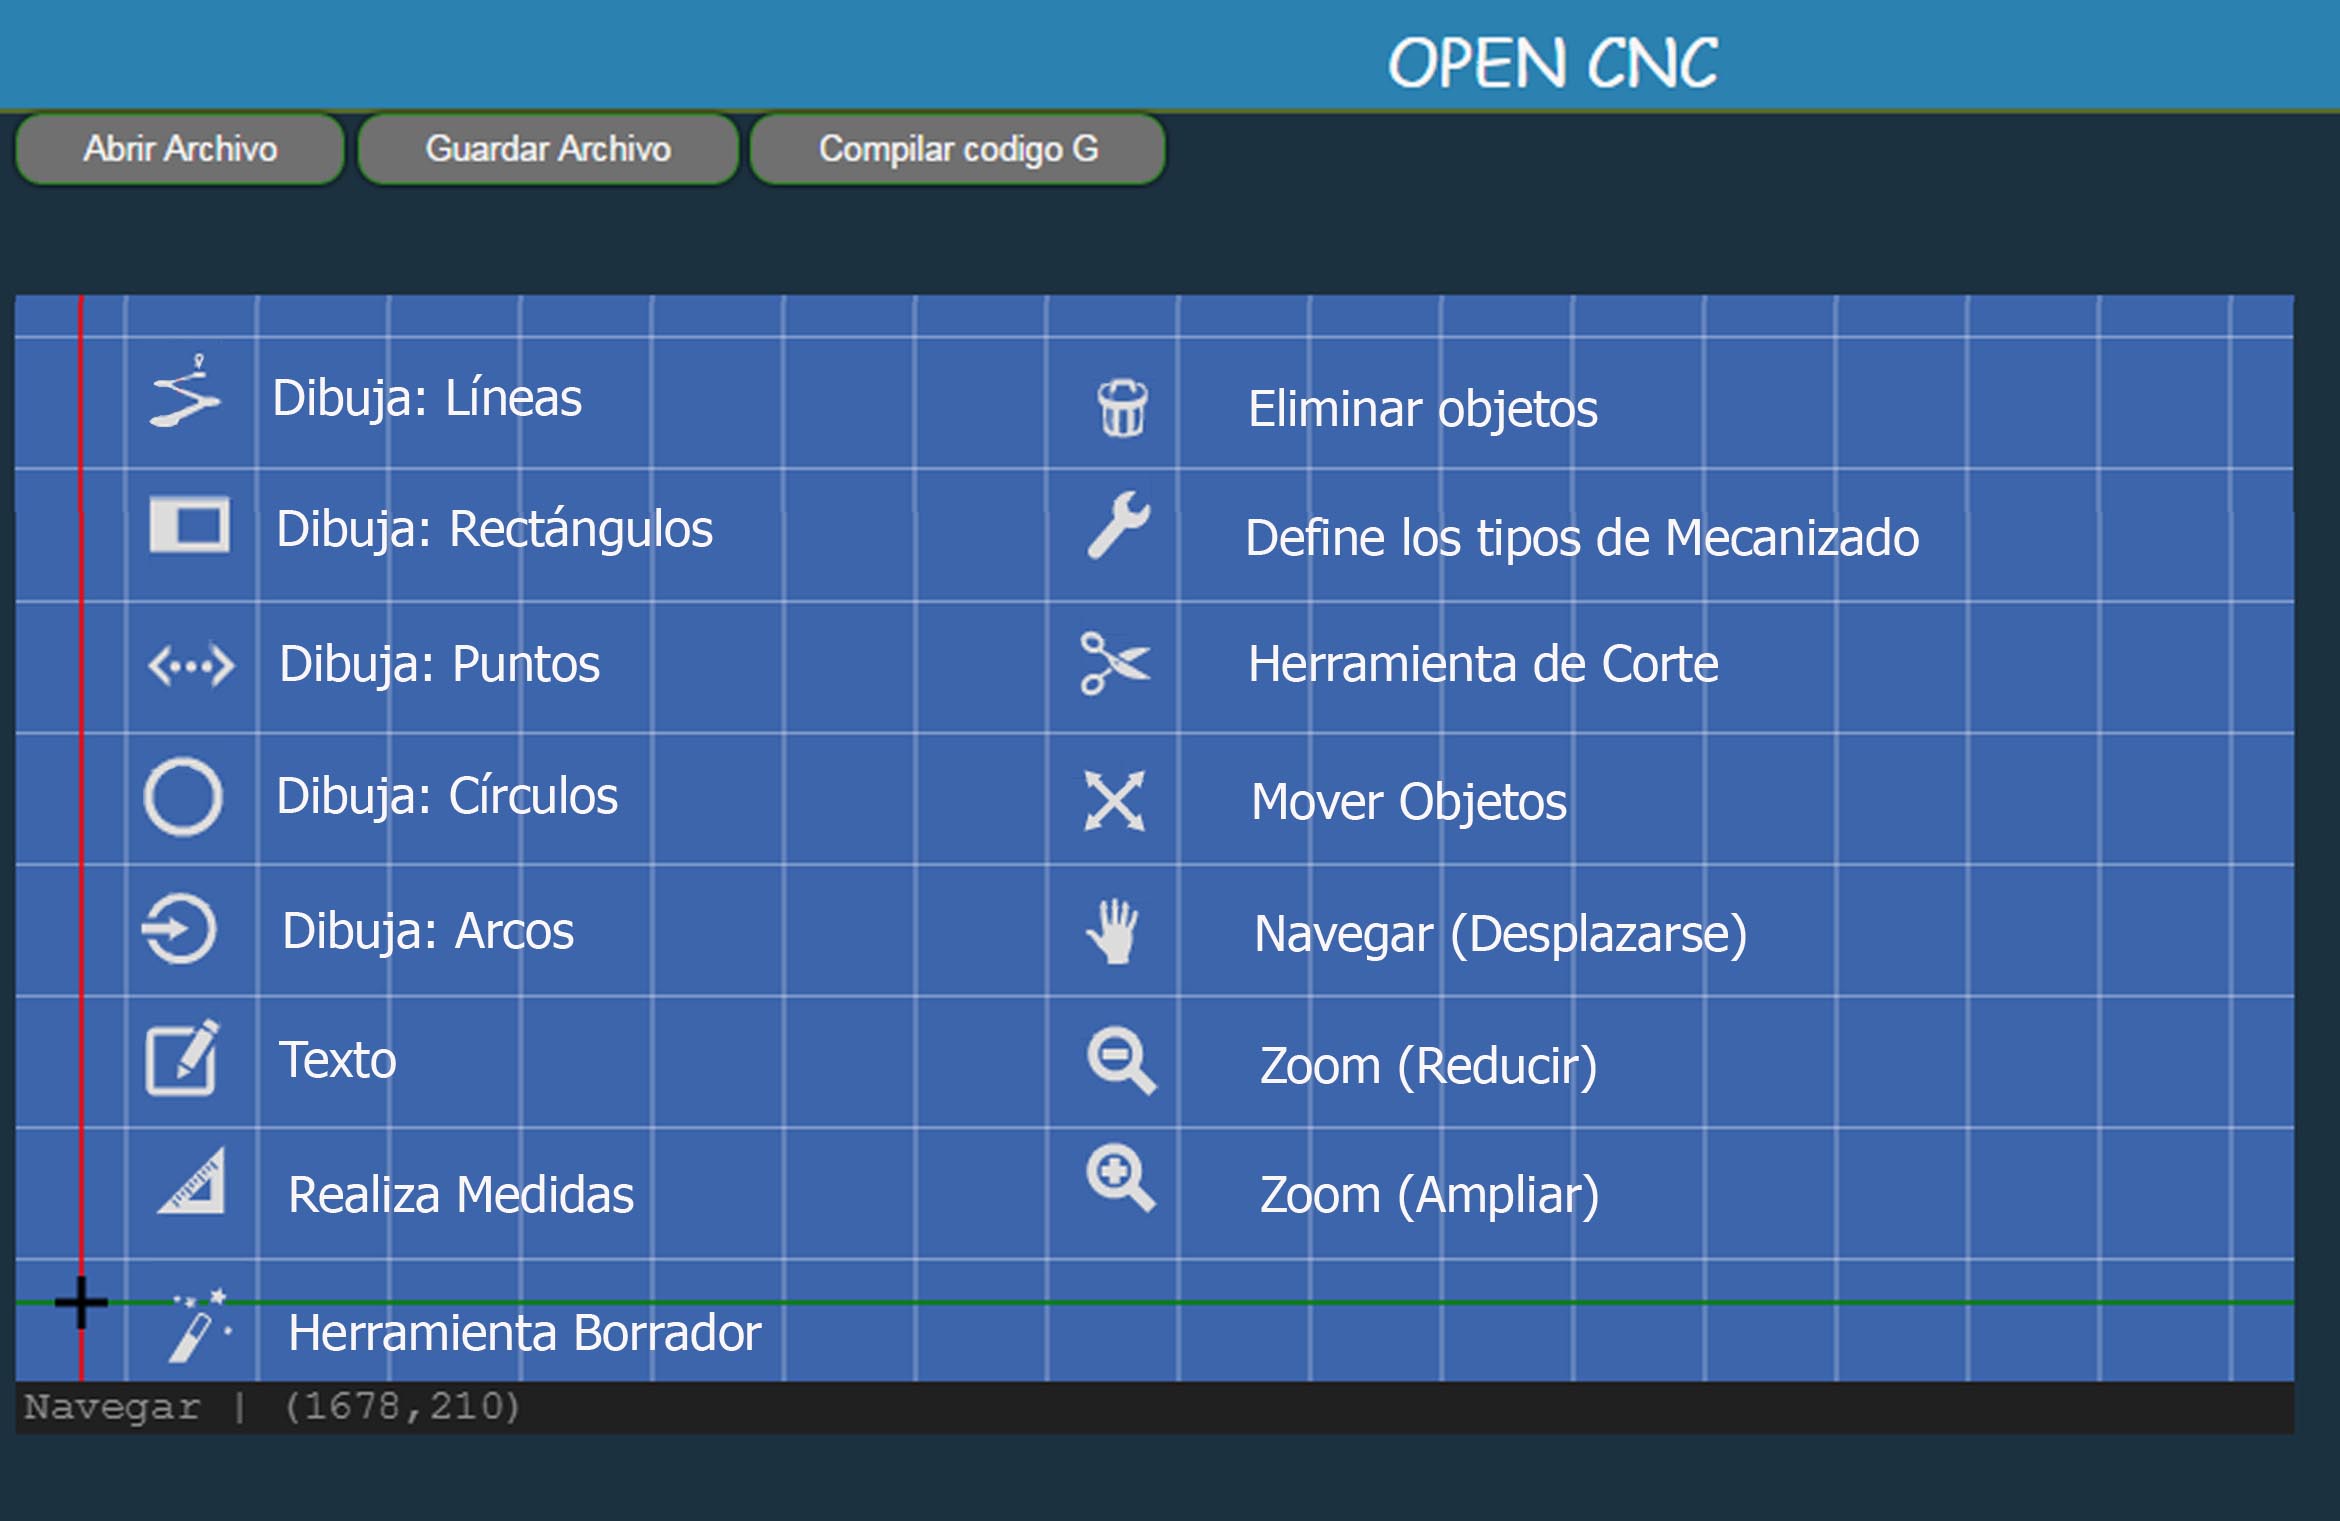 OPEN CNC
Abrir Archivo
Guardar Archivo
Compilar codigo G
Dibuja: Líneas
Dibuja: Rectángulos
Dibuja: Puntos
Dibuja: Círculos
Dibuja: Arcos
Texto
Realiza Medidas
Herramienta Borrador
Eliminar objetos
Define los tipos de Mecanizado
Herramienta de Corte
Mover Objetos
Navegar (Desplazarse)
Zoom (Reducir)
Zoom (Ampliar)
Navegar | (1678,210)